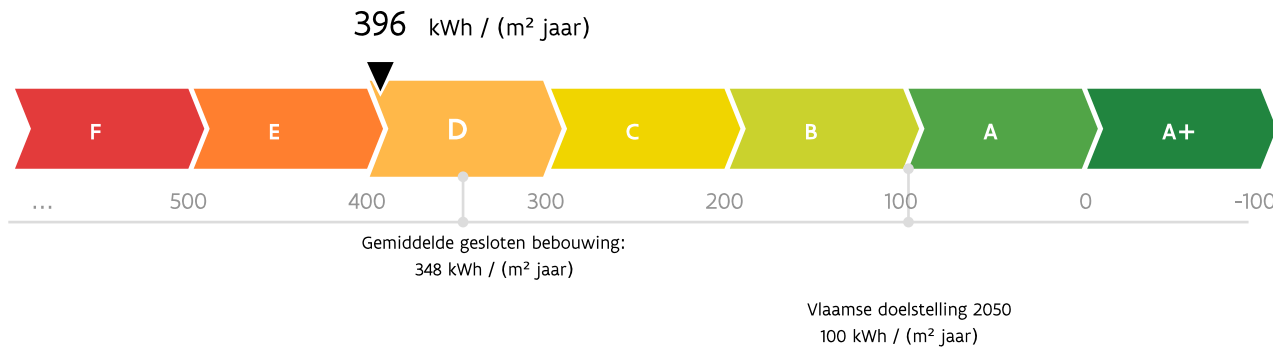 396 kWh / (m² jaar)
F E D C B A A+
... 500 400 300 200 100 0 -100
Gemiddelde gesloten bebouwing:
348 kWh / (m² jaar)
Vlaamse doelstelling 2050
100 kWh / (m² jaar)